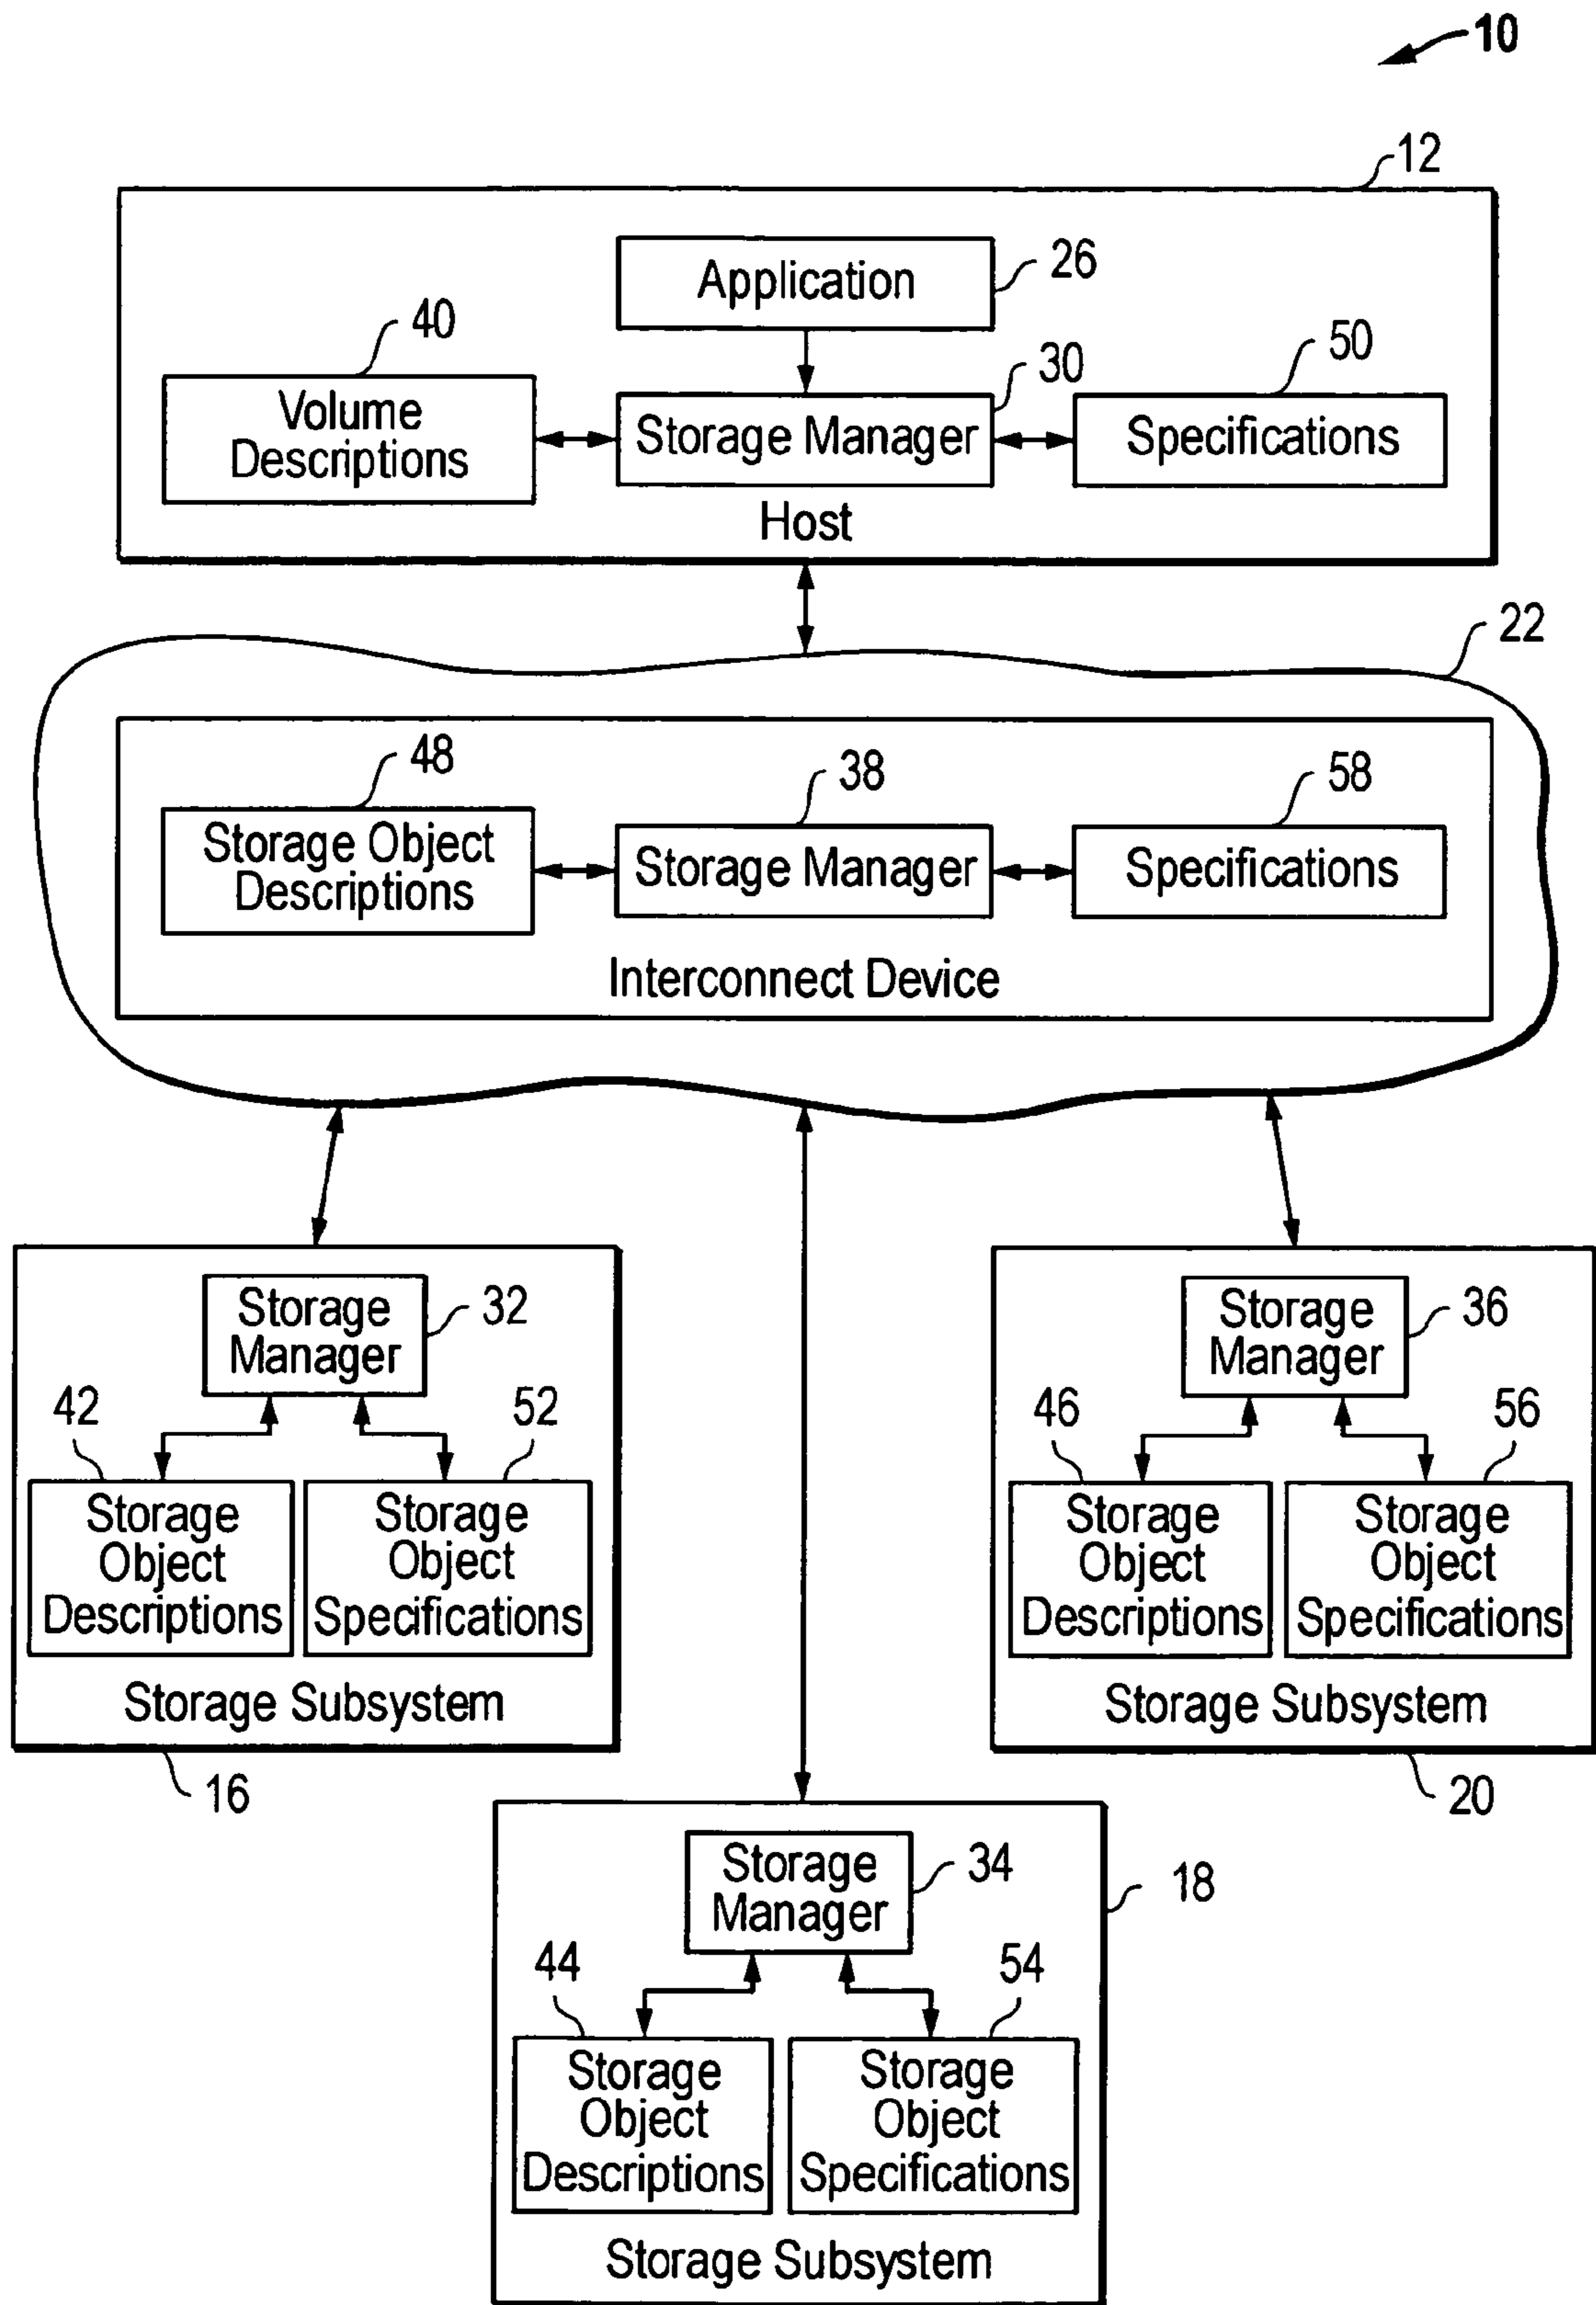 10
12
Application
26
40
30
50
Volume
Descriptions
Storage Manager
Specifications
Host
22
48
38
58
Storage Object
Descriptions
Storage Manager
Specifications
Interconnect Device
Storage
Manager
32
42
52
Storage
Object
Descriptions
Storage
Object
Specifications
Storage Subsystem
16
Storage
Manager
36
46
56
Storage
Object
Descriptions
Storage
Object
Specifications
Storage Subsystem
20
Storage
Manager
34
18
44
54
Storage
Object
Descriptions
Storage
Object
Specifications
Storage Subsystem